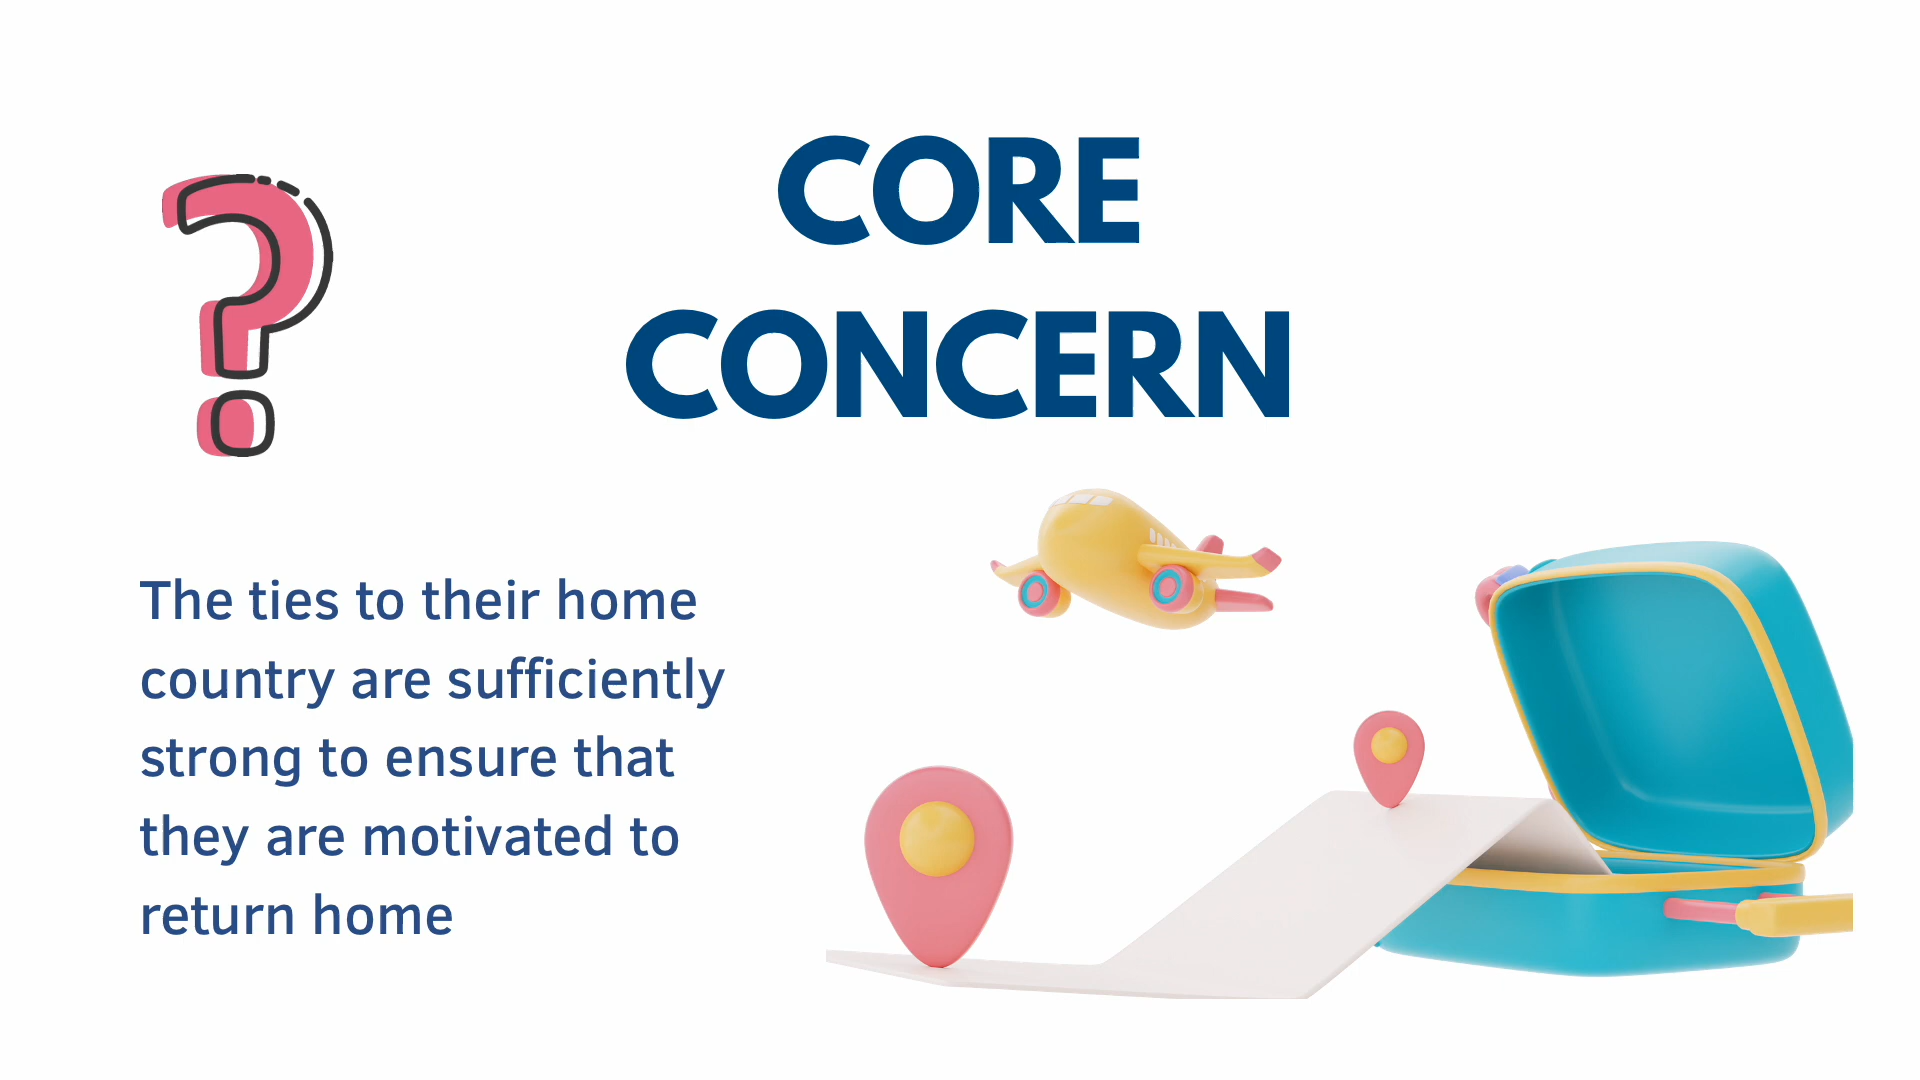 CORE
CONCERN
The ties to their home
country are sufficiently
strong to ensure that
they are motivated to
return home